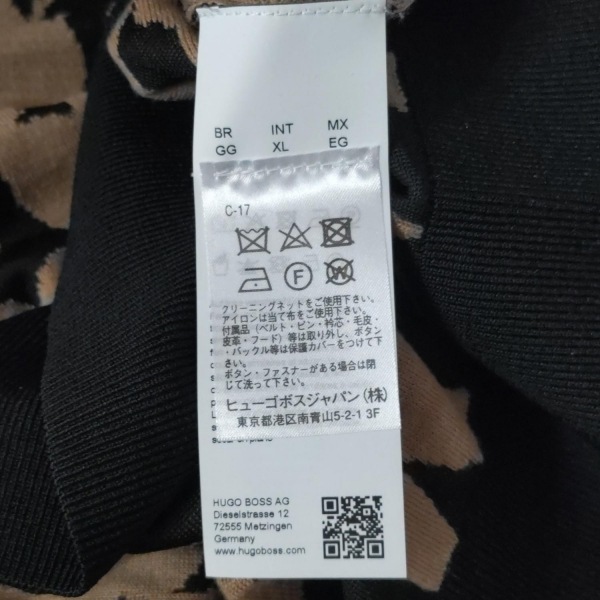 BR INT MX
GG XL EG
C-17
F W
クリーニングネットをご使用下さい。
アイロンは当て布をご使用下さい。
付属品（ベルト・ピン・衿芯・毛皮・
皮革・フード）等は取り外し、ボタン
・バックル等は保護カバーをつけて下
さい。
ボタン・ファスナーがある場合は閉
じて洗って下さい。
ヒューゴボスジャパン（株）
東京都港区南青山5-2-1 3F
HUGO BOSS AG
Dieselstrasse 12
72555 Metzingen
Germany
www.hugoboss.com